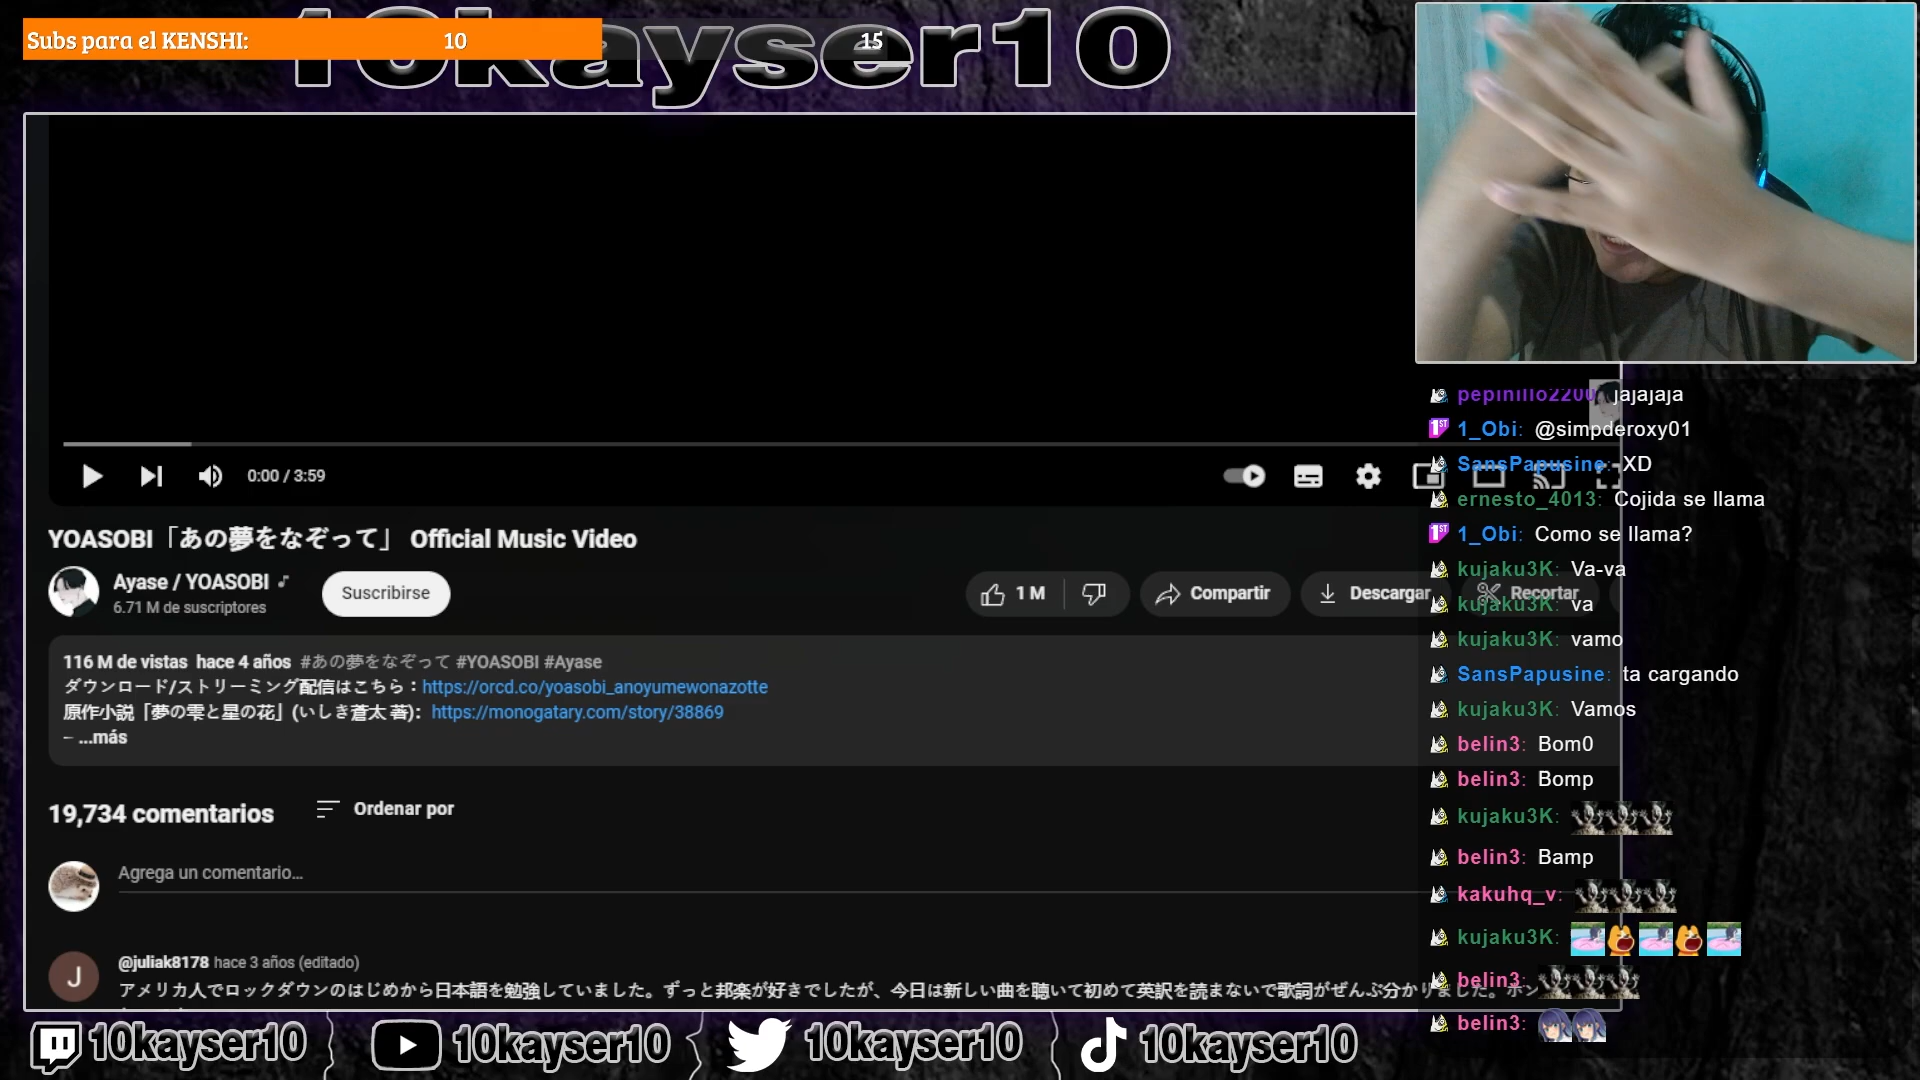 10kayser10
Subs para el KENSHI: 10 15
0:00 / 3:59
YOASOBI「あの夢をなぞって」 Official Music Video
Ayase / YOASOBI
6.71 M de suscriptores
Suscribirse
1 M
Compartir
Descargar
Recortar
116 M de vistas hace 4 años #あの夢をなぞって #YOASOBI #Ayase
ダウンロード/ストリーミング配信はこちら：https://orcd.co/yoasobi_anoyumewonazotte
原作小説「夢の雫と星の花」(いしき蒼太 著)： https://monogatary.com/story/38869
– ...más
19,734 comentarios
Ordenar por
Agrega un comentario...
J
@juliak8178 hace 3 años (editado)
アメリカ人でロックダウンのはじめから日本語を勉強していました。ずっと邦楽が好きでしたが、今日は新しい曲を聴いて初めて英訳を読まないで歌詞がぜんぶ分かりました。ホン
pepinillo2200: jajajaja
1_Obi: @simpderoxy01
SansPapusine: XD
ernesto_4013: Cojida se llama
1_Obi: Como se llama?
kujaku3K: Va-va
kujaku3K: va
kujaku3K: vamo
SansPapusine: ta cargando
kujaku3K: Vamos
belin3: Bom0
belin3: Bomp
kujaku3K:
belin3: Bamp
kakuhq_v:
kujaku3K:
belin3:
belin3:
10kayser10
10kayser10
10kayser10
10kayser10